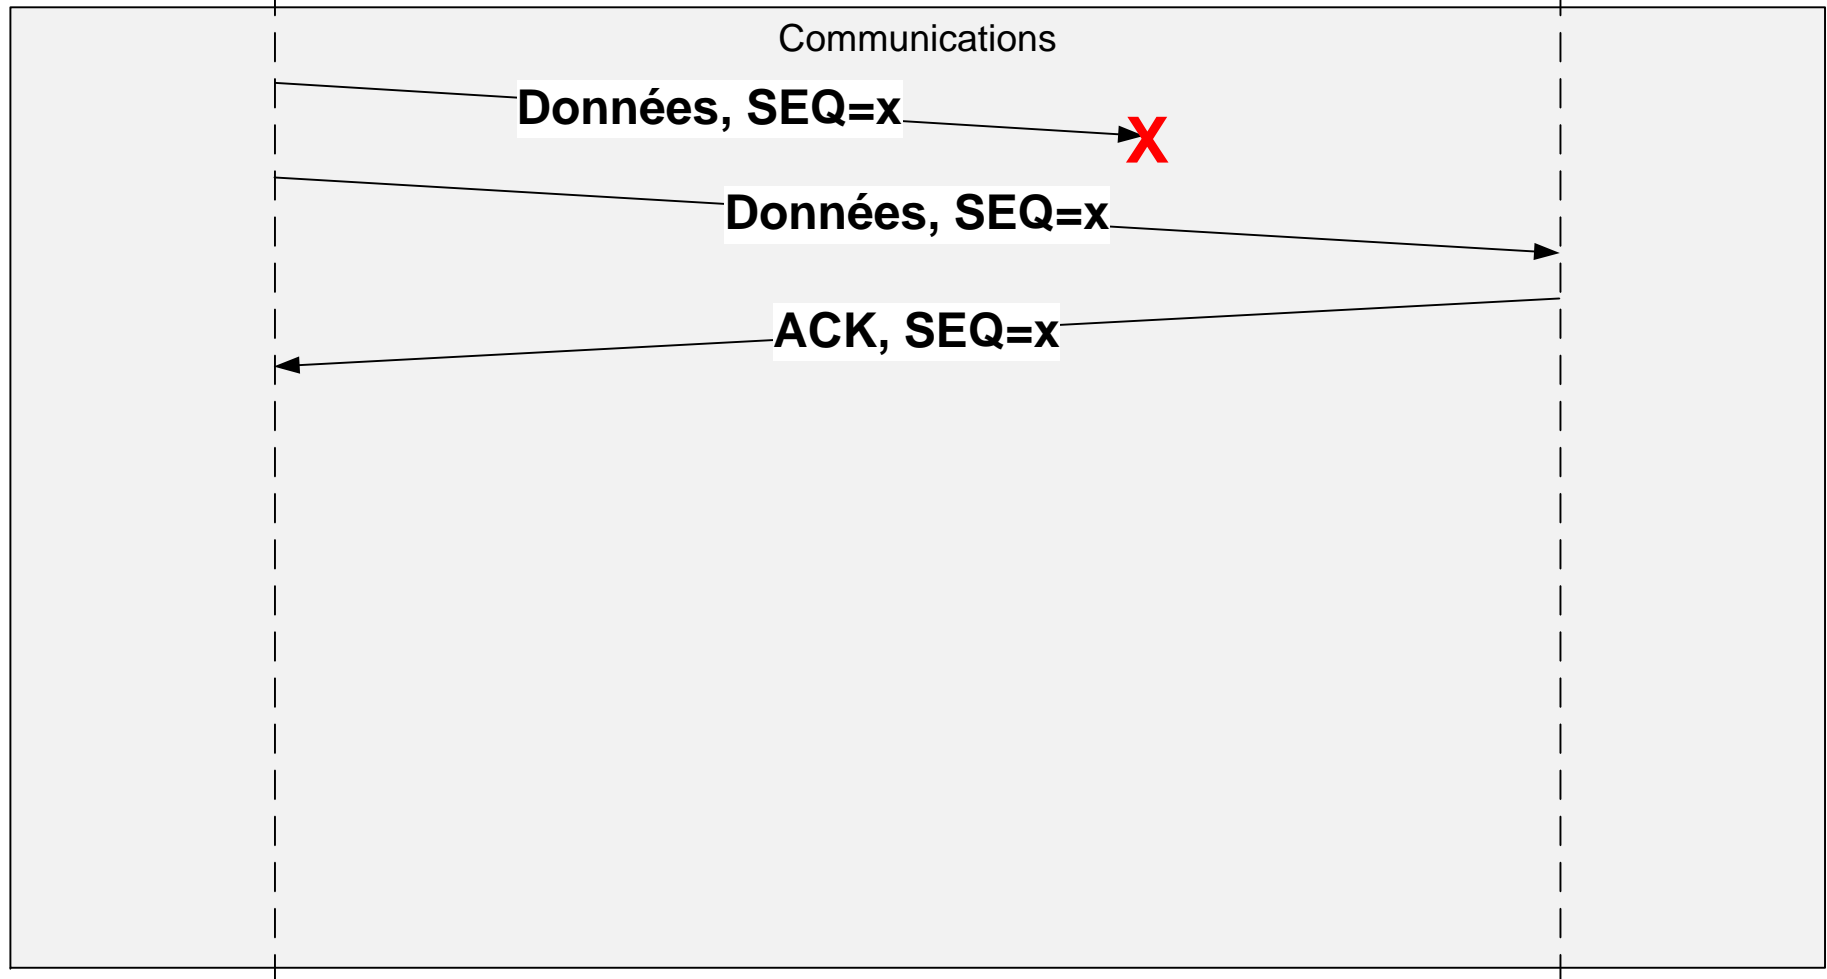 Communications
Données, SEQ=x
X
Données, SEQ=x
ACK, SEQ=x